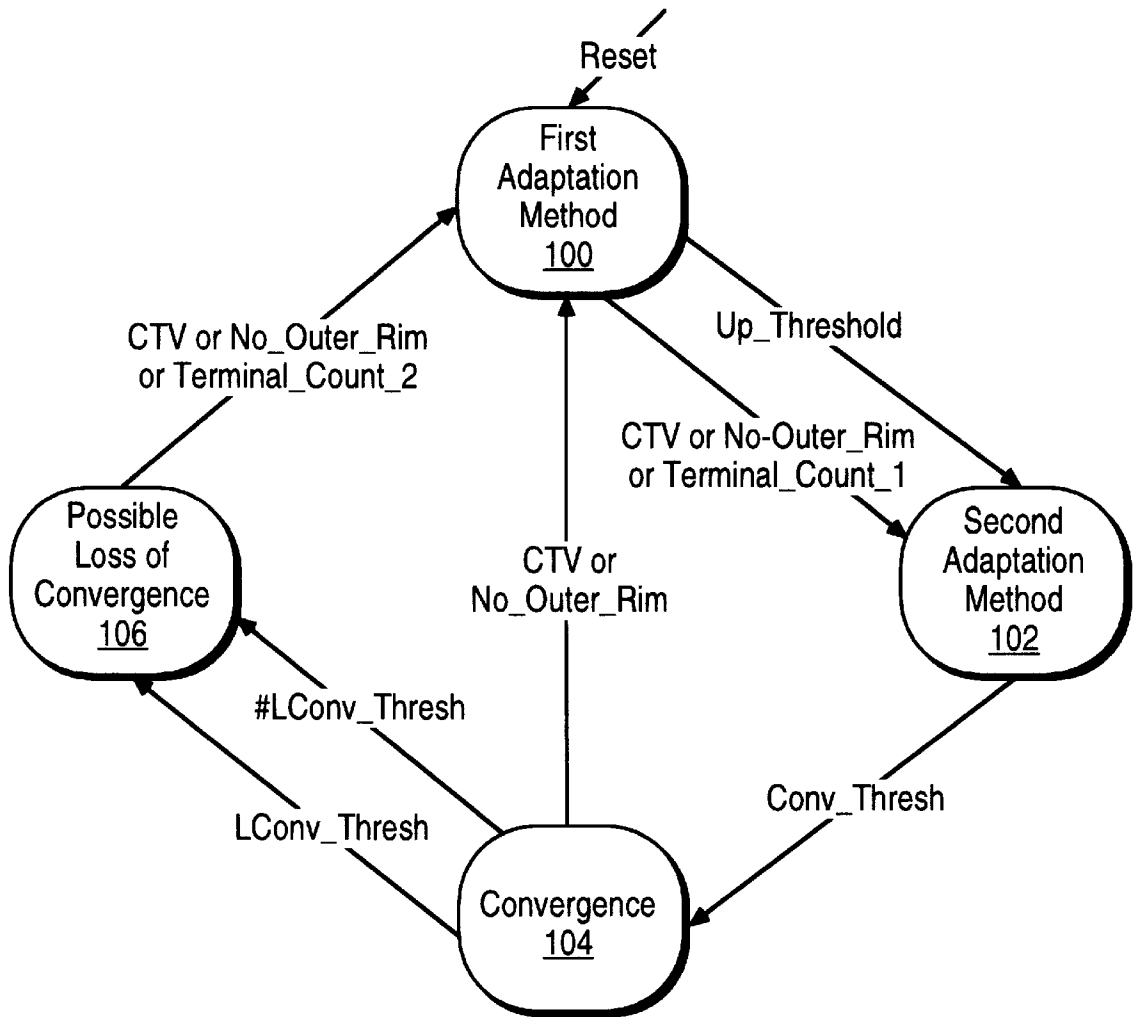 Reset
First
Adaptation
Method
100
CTV or No_Outer_Rim
or Terminal_Count_2
Up_Threshold
CTV or No-Outer_Rim
or Terminal_Count_1
Possible
Loss of
Convergence
106
CTV or
No_Outer_Rim
Second
Adaptation
Method
102
#LConv_Thresh
LConv_Thresh
Conv_Thresh
Convergence
104